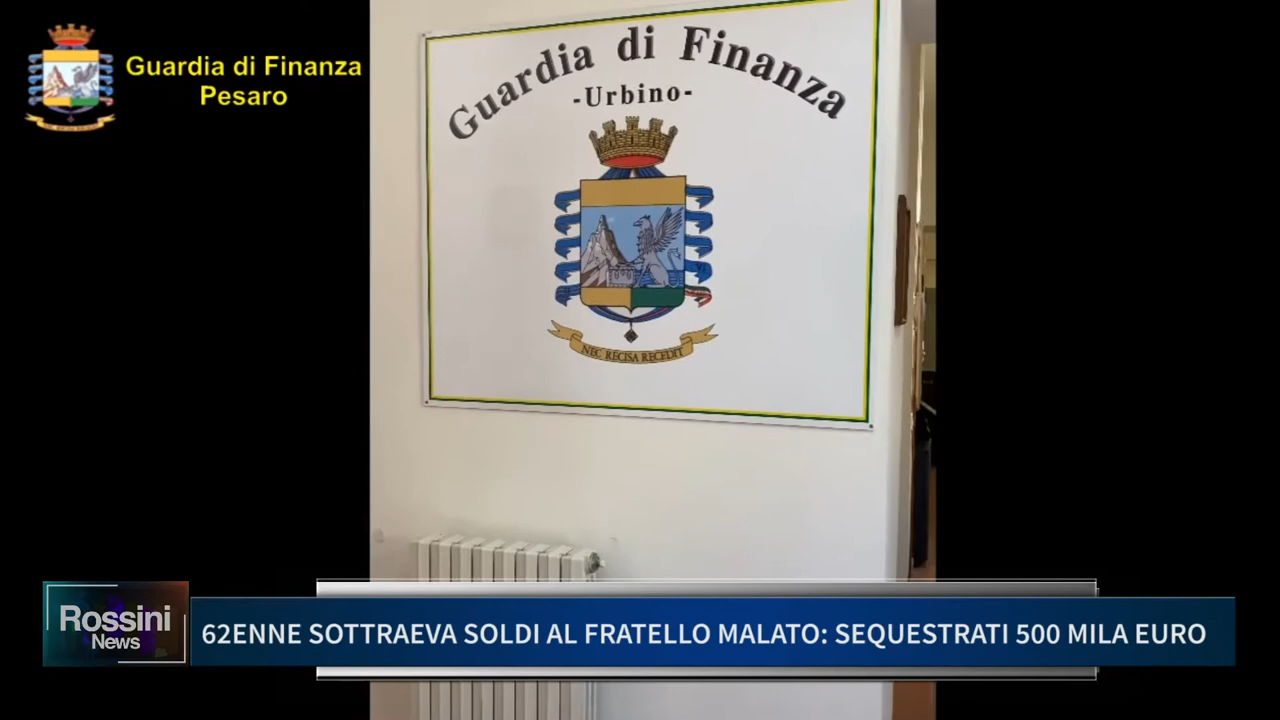 Guardia di Finanza
Pesaro
Guardia di Finanza
-Urbino-
NEC RECISA RECEDIT
Rossini
News
62ENNE SOTTRAEVA SOLDI AL FRATELLO MALATO: SEQUESTRATI 500 MILA EURO